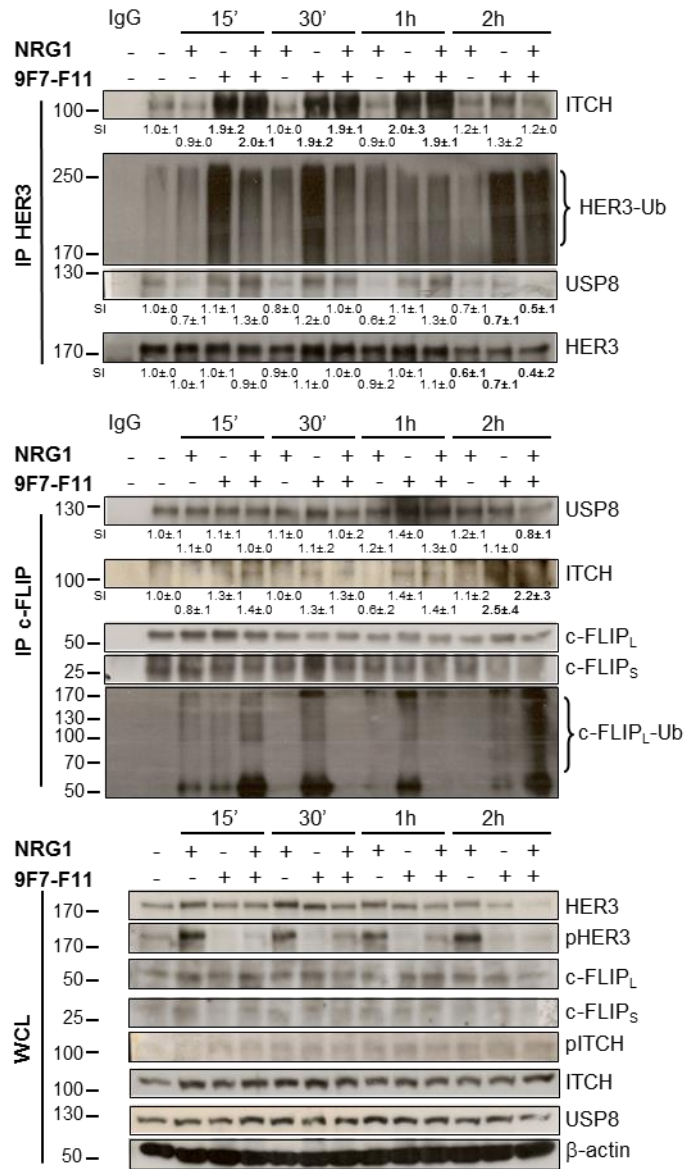 IgG 15' 30' 1h 2h
NRG1 - - + - + + - + + - + + - +
9F7-F11 - - - + + - + + - + + - + +
IP HER3
100 ITCH
SI 1.0±.1 1.9±.2 1.0±.0 1.9±.1 2.0±.3 1.2±.1 1.2±.0
0.9±.0 2.0±.1 1.9±.2 0.9±.0 1.9±.1 1.3±.2
250 HER3-Ub
170
130 USP8
SI 1.0±.0 1.1±.1 0.8±.0 1.0±.0 1.1±.1 0.7±.1 0.5±.1
0.7±.1 1.3±.0 1.2±.0 0.6±.2 1.3±.0 0.7±.1
170 HER3
SI 1.0±.0 1.0±.1 0.9±.0 1.0±.0 1.0±.1 0.6±.1 0.4±.2
1.0±.1 0.9±.0 1.1±.0 0.9±.2 1.1±.0 0.7±.1
IgG 15' 30' 1h 2h
NRG1 - - + - + + - + + - + + - +
9F7-F11 - - - + + - + + - + + - + +
IP c-FLIP
130 USP8
SI 1.0±.1 1.1±.1 1.1±.0 1.0±.2 1.4±.0 1.2±.1 0.8±.1
1.1±.0 1.0±.0 1.1±.2 1.2±.1 1.3±.0 1.1±.0
100 ITCH
SI 1.0±.0 1.3±.1 1.0±.0 1.3±.0 1.4±.1 1.1±.2 2.2±.3
0.8±.1 1.4±.0 1.3±.1 0.6±.2 1.4±.1 2.5±.4
50 c-FLIPL
25 c-FLIPS
170
130
100 c-FLIPL-Ub
70
50
15' 30' 1h 2h
NRG1 - + - + + - + + - + + - +
9F7-F11 - - + + - + + - + + - + +
WCL
170 HER3
170 pHER3
50 c-FLIPL
25 c-FLIPS
100 pITCH
100 ITCH
130 USP8
50 β-actin